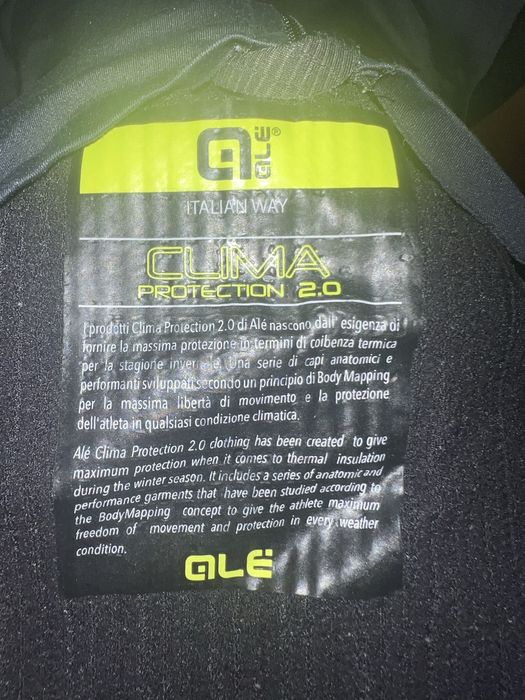 ALÉ®
ITALIAN WAY
CLIMA
PROTECTION 2.0
I prodotti Clima Protection 2.0 di Alé nascono dall'esigenza di
fornire la massima protezione in termini di coibenza termica
per la stagione invernale. Una serie di capi anatomici e
performanti sviluppati secondo un principio di Body Mapping
per la massima libertà di movimento e la protezione
dell'atleta in qualsiasi condizione climatica.
Alé Clima Protection 2.0 clothing has been created to give
maximum protection when it comes to thermal insulation
during the winter season. It includes a series of anatomic and
performance garments that have been studied according to
the BodyMapping concept to give the athlete maximum
freedom of movement and protection in every weather
condition.
ALÉ